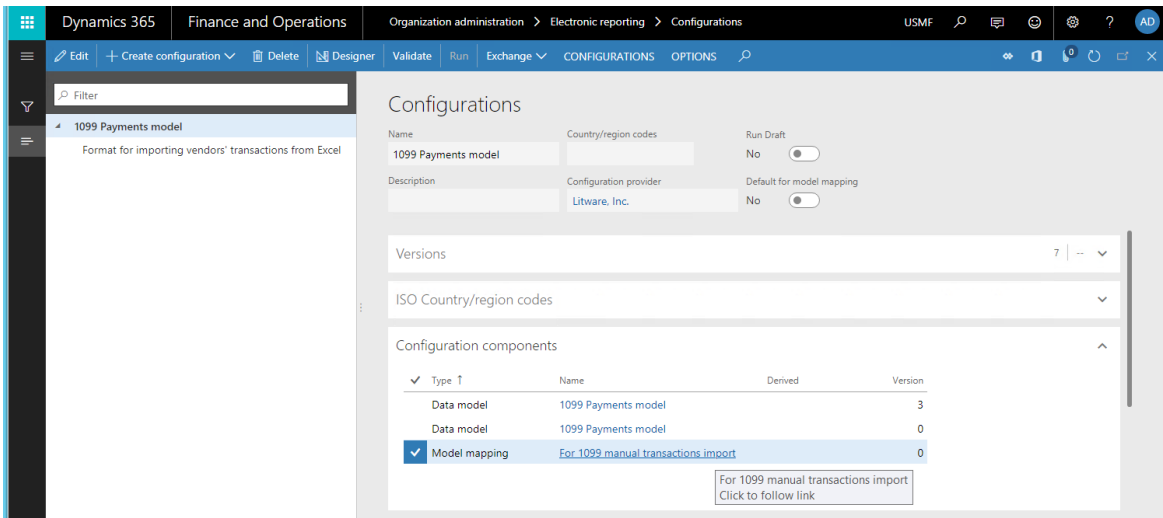 Dynamics 365 Finance and Operations Organization administration > Electronic reporting > Configurations USMF ? AD
Edit + Create configuration Delete Designer Validate Run Exchange CONFIGURATIONS OPTIONS 0
Filter
1099 Payments model
Format for importing vendors' transactions from Excel
Configurations
Name Country/region codes Run Draft
1099 Payments model No
Description Configuration provider Default for model mapping
Litware, Inc. No
Versions 7 --
ISO Country/region codes
Configuration components
Type ↑ Name Derived Version
Data model 1099 Payments model 3
Data model 1099 Payments model 0
Model mapping For 1099 manual transactions import 0
For 1099 manual transactions import
Click to follow link